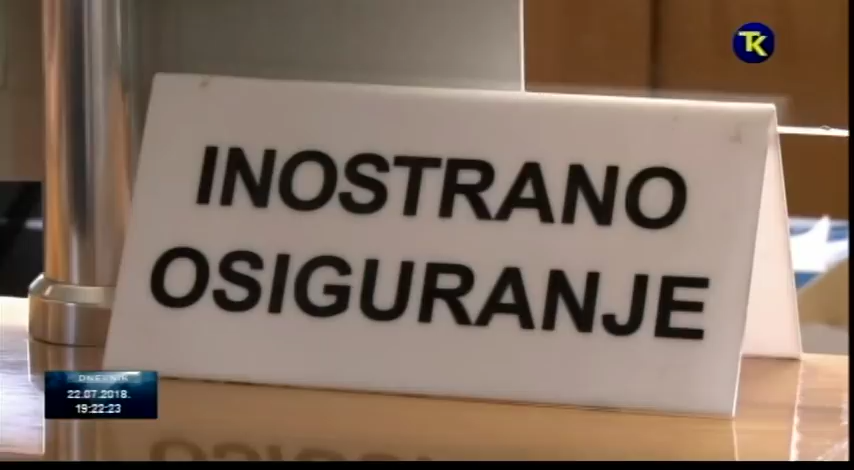 TK
INOSTRANO
OSIGURANJE
DNEVNIK
22.07.2018.
19:22:23